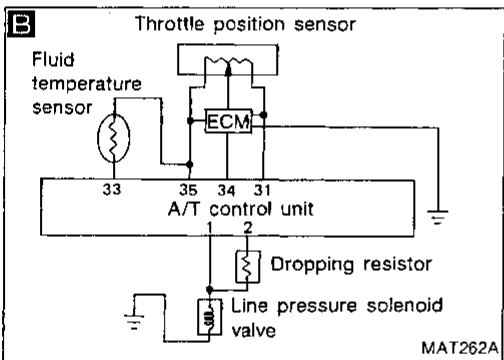 B
Throttle position sensor
Fluid
temperature
sensor
ECM
33 35 34 31
A/T control unit
1 2
Dropping resistor
Line pressure solenoid
valve
MAT262A